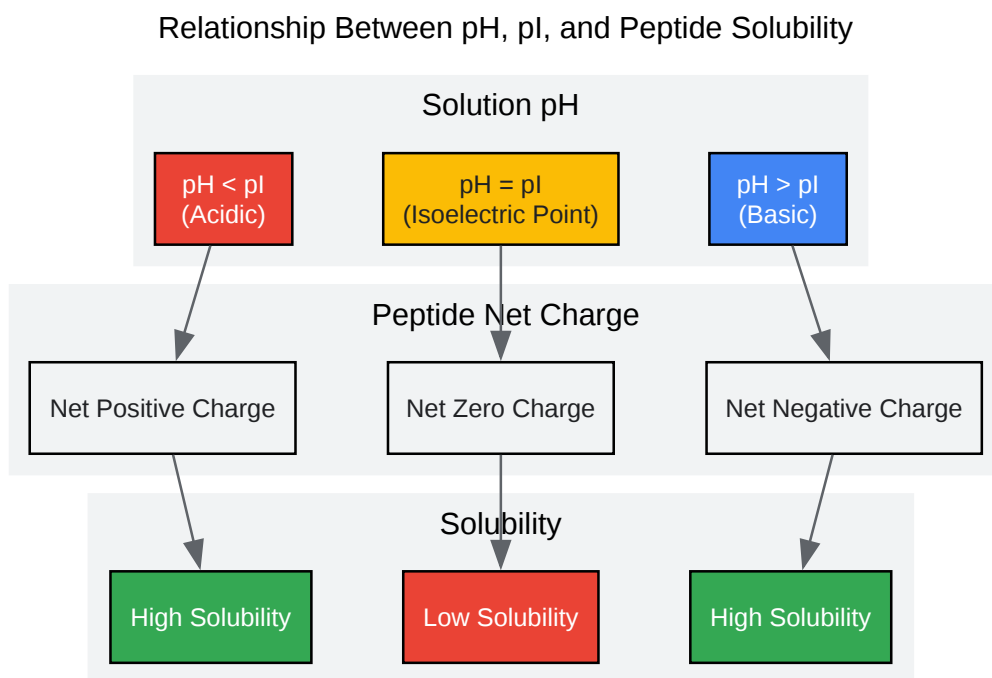 Relationship Between pH, pI, and Peptide Solubility
Solution pH
pH < pI
(Acidic)
pH = pI
(Isoelectric Point)
pH > pI
(Basic)
Peptide Net Charge
Net Positive Charge
Net Zero Charge
Net Negative Charge
Solubility
High Solubility
Low Solubility
High Solubility